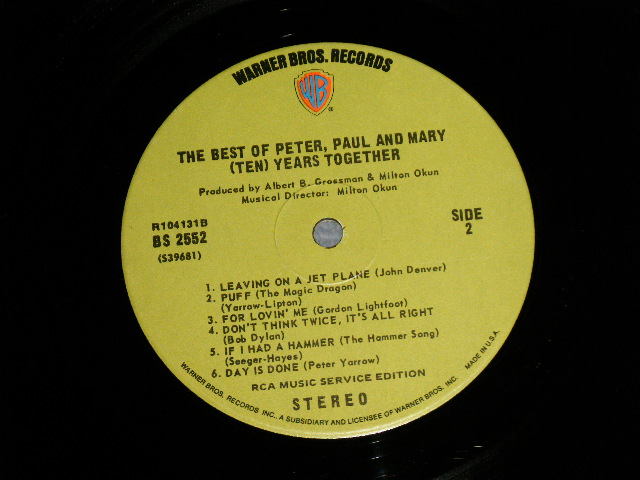 WARNER BROS. RECORDS
WB
®
THE BEST OF PETER, PAUL AND MARY
(TEN) YEARS TOGETHER
Produced by Albert B. Grossman & Milton Okun
Musical Director: Milton Okun
R104131B
BS 2552
(S39681)
SIDE
2
1. LEAVING ON A JET PLANE (John Denver)
2. PUFF (The Magic Dragon)
(Yarrow-Lipton)
3. FOR LOVIN' ME (Gordon Lightfoot)
4. DON'T THINK TWICE, IT'S ALL RIGHT
(Bob Dylan)
5. IF I HAD A HAMMER (The Hammer Song)
(Seeger-Hayes)
6. DAY IS DONE (Peter Yarrow)
RCA MUSIC SERVICE EDITION
STEREO
WARNER BROS. RECORDS INC., A SUBSIDIARY AND LICENSEE OF WARNER BROS. INC. MADE IN U.S.A.